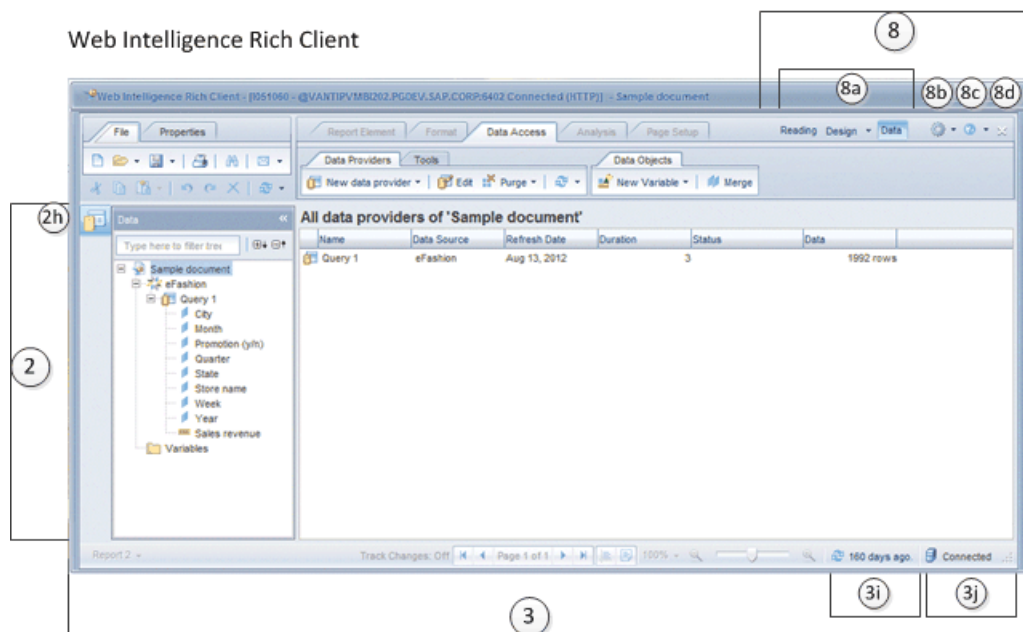 8
Web Intelligence Rich Client
8a 8b 8c 8d
Web Intelligence Rich Client - [I051060 - @VANTIPVMBI202.PGDEV.SAP.CORP:6402 Connected (HTTP)] - Sample document
File Properties Report Element Format Data Access Analysis Page Setup Reading Design Data
Data Providers Tools Data Objects
New data provider Edit Purge New Variable Merge
2h Data All data providers of 'Sample document'
Name Data Source Refresh Date Duration Status Data
Type here to filter tree
Query 1 eFashion Aug 13, 2012 3 1992 rows
Sample document
eFashion
Query 1
City
Month
Promotion (y/n)
Quarter
2
State
Store name
Week
Year
Sales revenue
Variables
Report 2 Track Changes: Off Page 1 of 1 100% 160 days ago. Connected
3i 3j
3